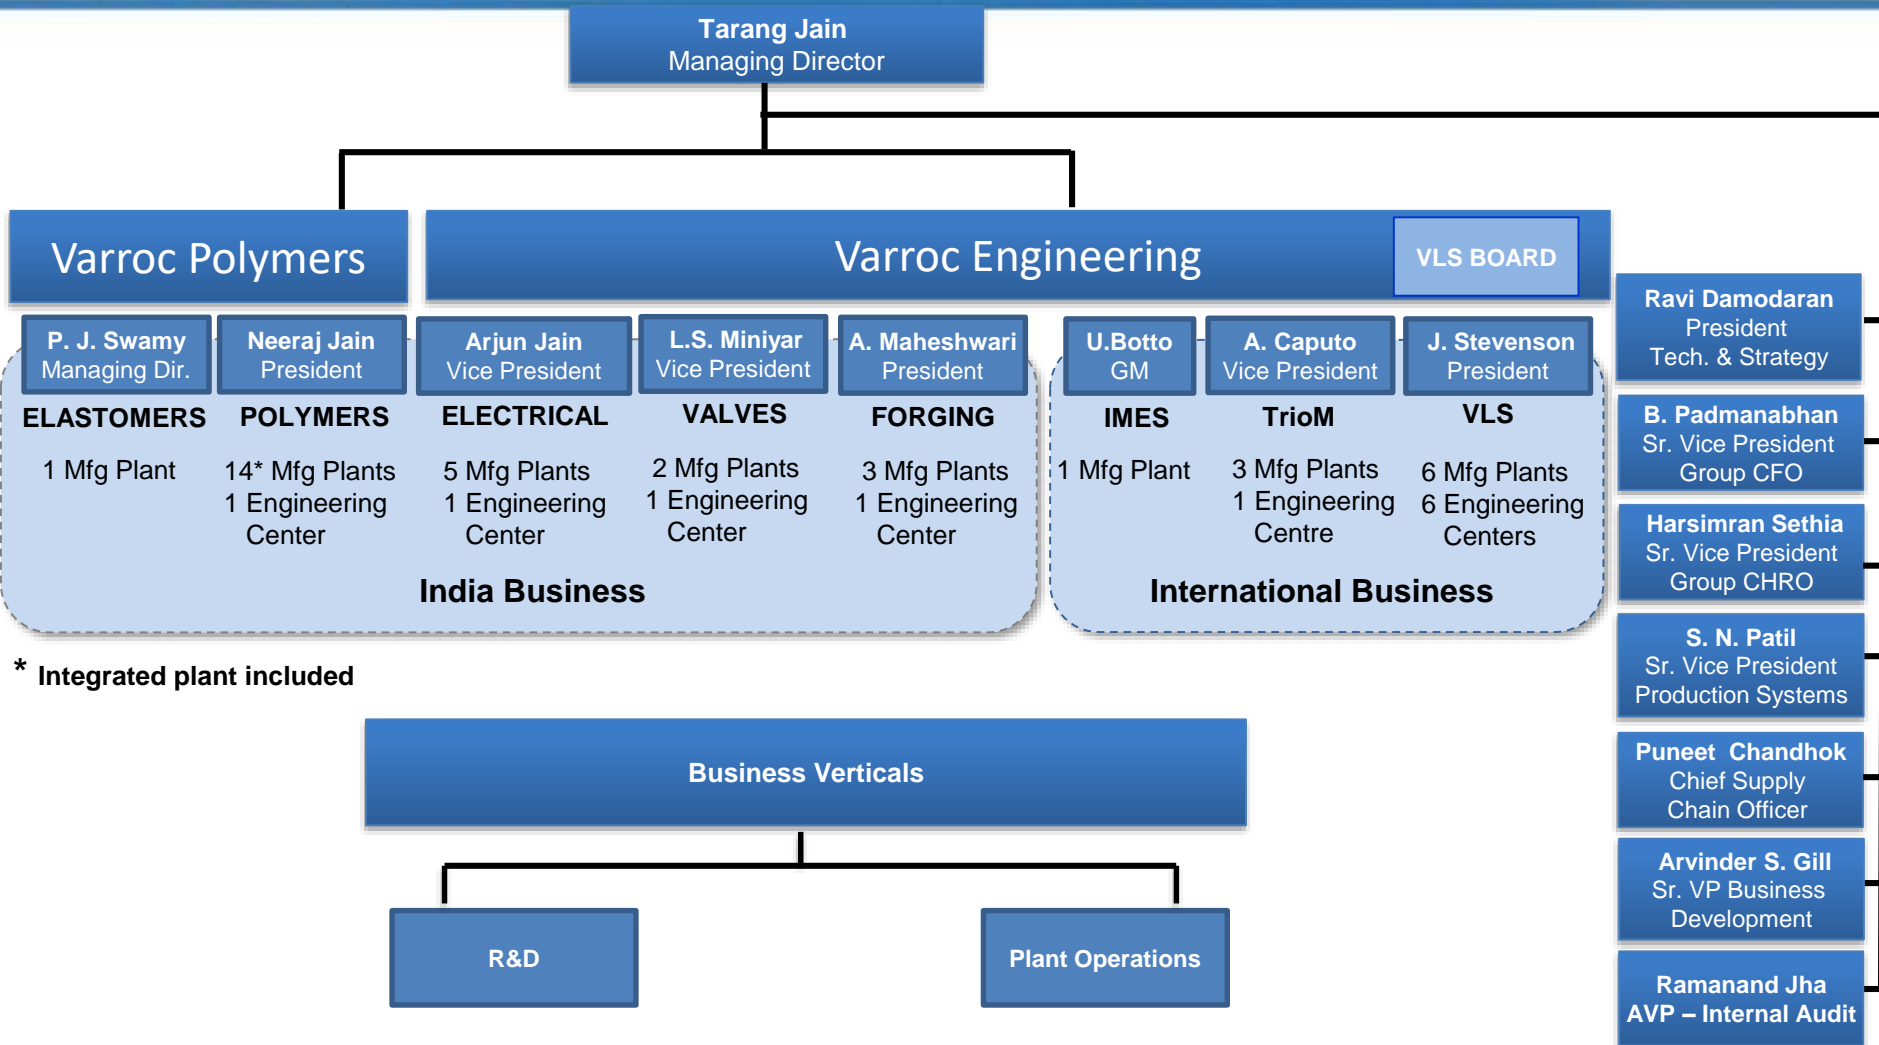 Tarang Jain
Managing Director
Varroc Polymers
Varroc Engineering
VLS BOARD
P. J. Swamy
Managing Dir.
ELASTOMERS
1 Mfg Plant
Neeraj Jain
President
POLYMERS
14* Mfg Plants
1 Engineering
Center
Arjun Jain
Vice President
ELECTRICAL
5 Mfg Plants
1 Engineering
Center
L.S. Miniyar
Vice President
VALVES
2 Mfg Plants
1 Engineering
Center
A. Maheshwari
President
FORGING
3 Mfg Plants
1 Engineering
Center
India Business
U.Botto
GM
IMES
1 Mfg Plant
A. Caputo
Vice President
TrioM
3 Mfg Plants
1 Engineering
Centre
J. Stevenson
President
VLS
6 Mfg Plants
6 Engineering
Centers
International Business
* Integrated plant included
Business Verticals
R&D
Plant Operations
Ravi Damodaran
President
Tech. & Strategy
B. Padmanabhan
Sr. Vice President
Group CFO
Harsimran Sethia
Sr. Vice President
Group CHRO
S. N. Patil
Sr. Vice President
Production Systems
Puneet Chandhok
Chief Supply
Chain Officer
Arvinder S. Gill
Sr. VP Business
Development
Ramanand Jha
AVP – Internal Audit